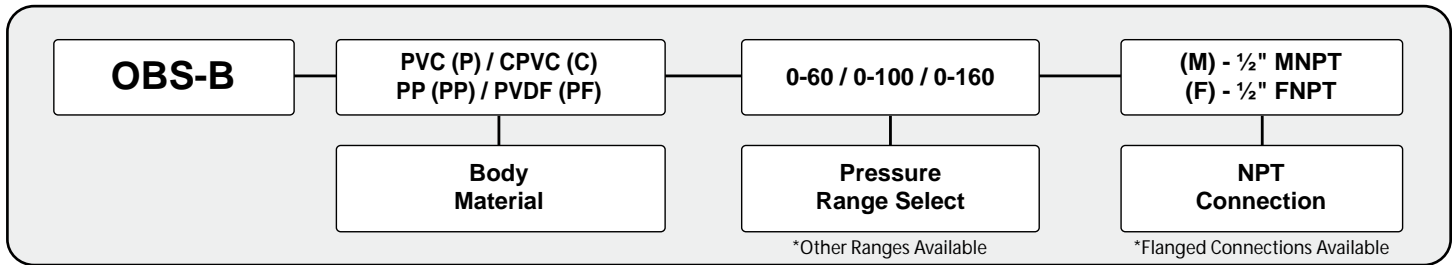 OBS-B
PVC (P) / CPVC (C)
PP (PP) / PVDF (PF)
0-60 / 0-100 / 0-160
(M) - ½" MNPT
(F) - ½" FNPT
Body
Material
Pressure
Range Select
NPT
Connection
*Other Ranges Available
*Flanged Connections Available